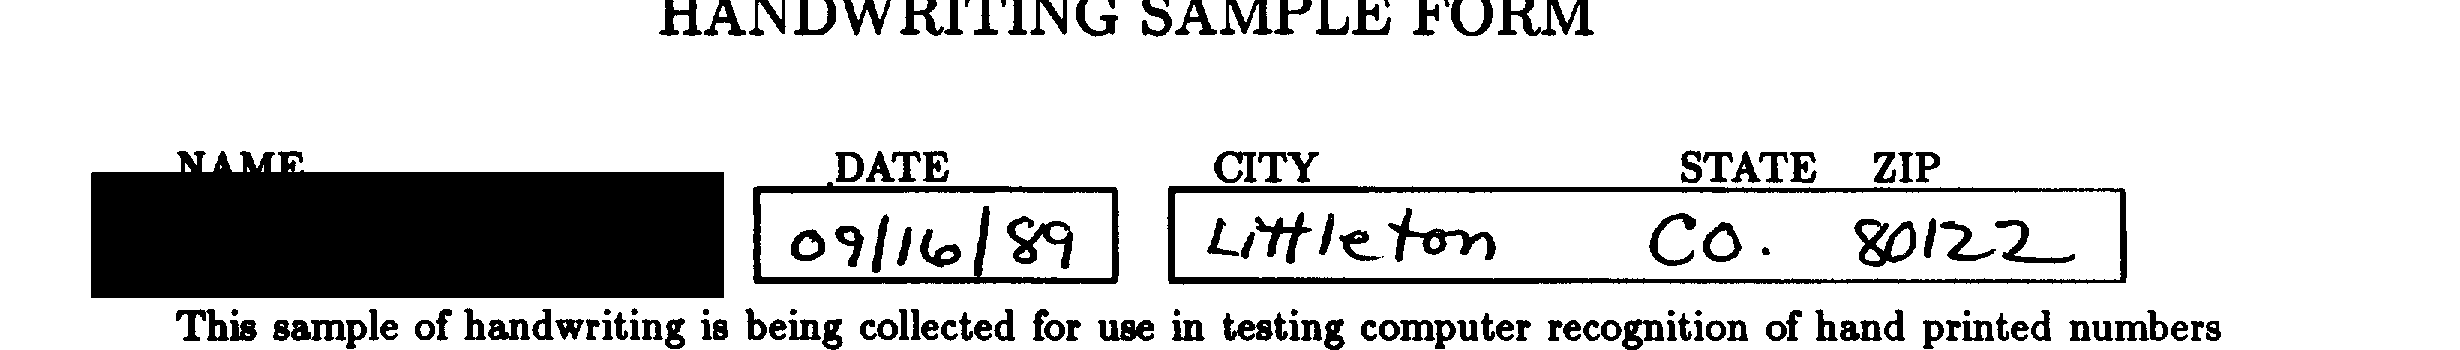 HANDWRITING SAMPLE FORM
NAME DATE CITY STATE ZIP
09/16/89 Littleton CO. 80122
This sample of handwriting is being collected for use in testing computer recognition of hand printed numbers